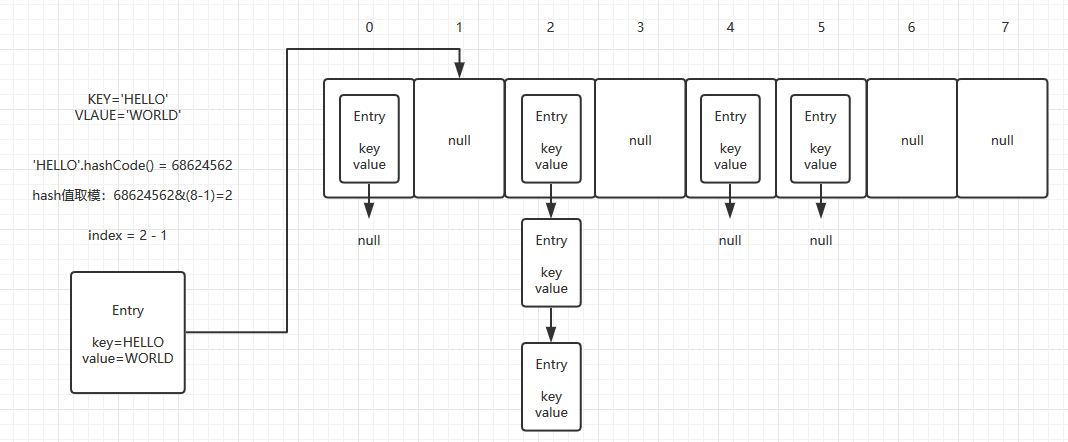 0 1 2 3 4 5 6 7
KEY='HELLO'
VLAUE='WORLD'
'HELLO'.hashCode() = 68624562
hash值取模：68624562&(8-1)=2
index = 2 - 1
Entry
key=HELLO
value=WORLD
Entry
key
value
null
null
Entry
key
value
Entry
key
value
Entry
key
value
null
Entry
key
value
null
Entry
key
value
null
null
null